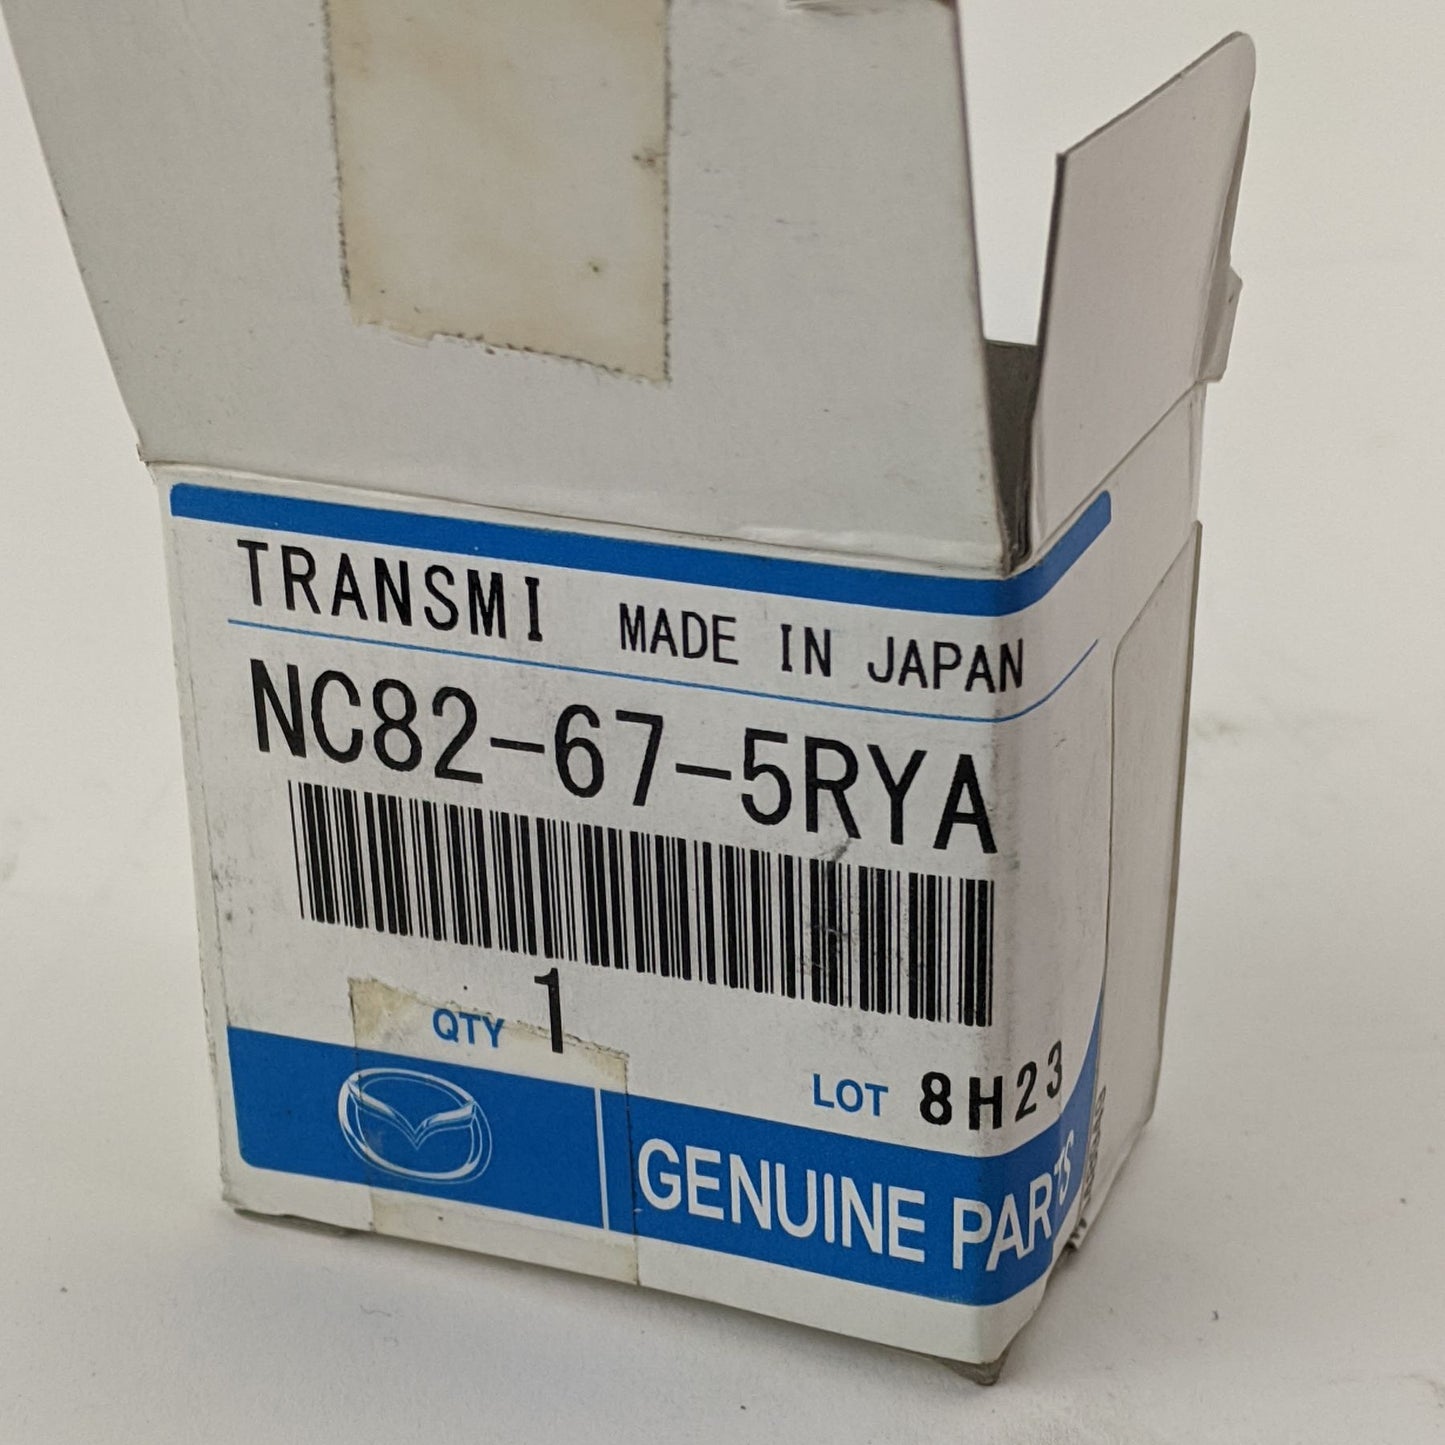 TRANSMI MADE IN JAPAN
NC82-67-5RYA
QTY 1
LOT 8H23
GENUINE PARTS